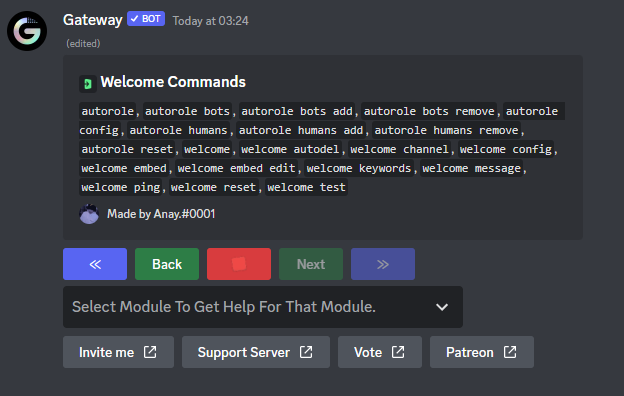 Gateway ✓ BOT Today at 03:24
(edited)
Welcome Commands
autorole, autorole bots, autorole bots add, autorole bots remove, autorole
config, autorole humans, autorole humans add, autorole humans remove,
autorole reset, welcome, welcome autodel, welcome channel, welcome config,
welcome embed, welcome embed edit, welcome keywords, welcome message,
welcome ping, welcome reset, welcome test
Made by Anay.#0001
≪ Back Next ≫
Select Module To Get Help For That Module.
Invite me Support Server Vote Patreon